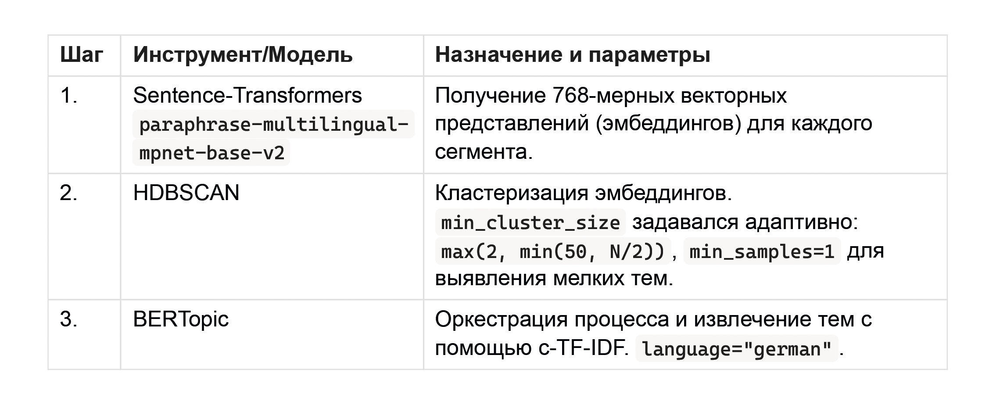 Шаг Инструмент/Модель Назначение и параметры
1. Sentence-Transformers
paraphrase-multilingual-
mpnet-base-v2
Получение 768-мерных векторных
представлений (эмбеддингов) для каждого
сегмента.
2. HDBSCAN
Кластеризация эмбеддингов.
min_cluster_size задавался адаптивно:
max(2, min(50, N/2)), min_samples=1 для
выявления мелких тем.
3. BERTopic
Оркестрация процесса и извлечение тем с
помощью c-TF-IDF. language="german".